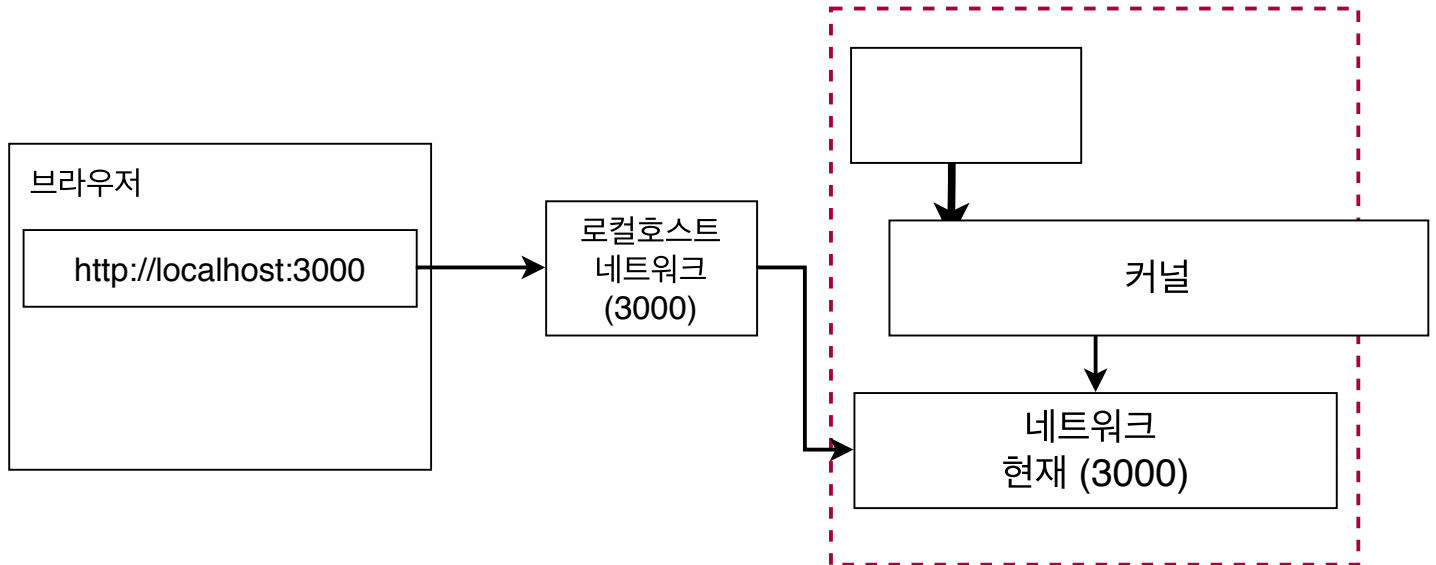 브라우저
http://localhost:3000
로컬호스트
네트워크
(3000)
커널
네트워크
현재 (3000)